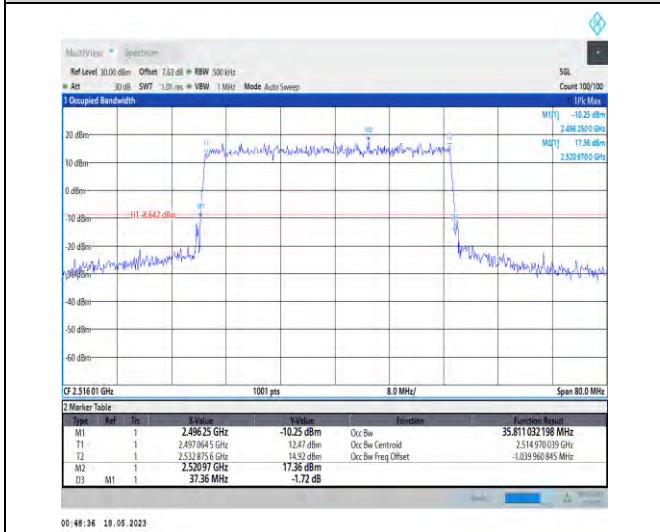 MultiView Spectrum
Ref Level 30.00 dBm Offset 7.63 dB RBW 500 kHz SGL
Att 30 dB SWT 1.01 ms VBW 1 MHz Mode Auto Sweep Count 100/100
1 Occupied Bandwidth 1Pk Max
M1[1] -10.25 dBm
2.496 250 0 GHz
M2[1] 17.36 dBm
2.520 970 0 GHz
M2
T1
20 dBm
10 dBm
0 dBm
M1
H1 -8.642 dBm
-10 dBm
-20 dBm
-30 dBm
-40 dBm
-50 dBm
-60 dBm
CF 2.516 01 GHz 1001 pts 8.0 MHz/ Span 80.0 MHz
2 Marker Table
Type Ref Trc X-Value Y-Value Function Function Result
M1 1 2.496 25 GHz -10.25 dBm Occ Bw 35.811 032 198 MHz
T1 1 2.497 064 5 GHz 12.47 dBm Occ Bw Centroid 2.514 970 039 GHz
T2 1 2.532 875 6 GHz 14.92 dBm Occ Bw Freq Offset -1.039 960 845 MHz
M2 1 2.520 97 GHz 17.36 dBm
D3 M1 1 37.36 MHz -1.72 dB
00:48:36 18.05.2023